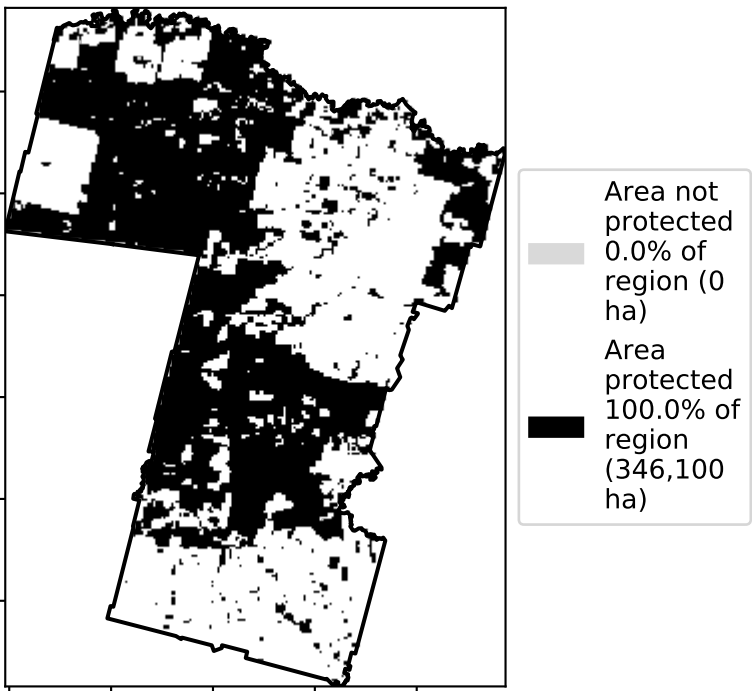 Area not
protected
0.0% of
region (0
ha)
Area
protected
100.0% of
region
(346,100
ha)